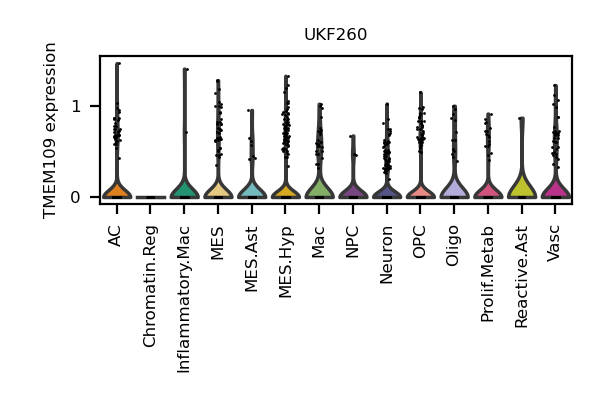 UKF260
TMEM109 expression
1
0
AC
Chromatin.Reg
Inflammatory.Mac
MES
MES.Ast
MES.Hyp
Mac
NPC
Neuron
OPC
Oligo
Prolif.Metab
Reactive.Ast
Vasc